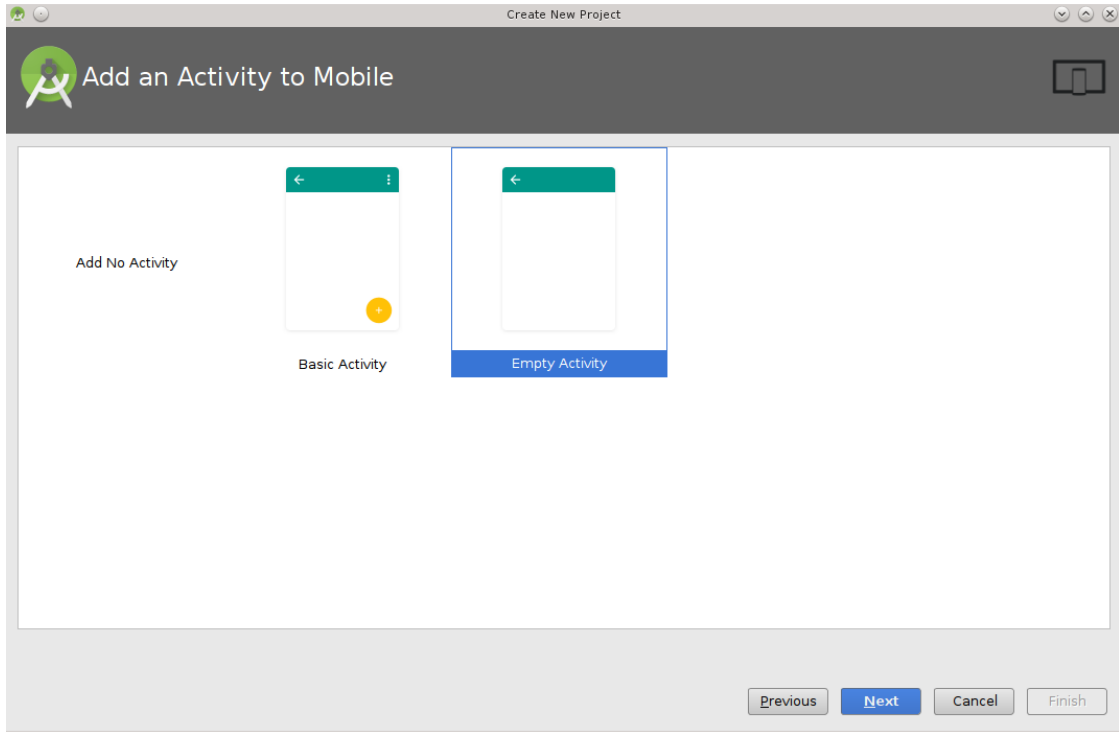 Create New Project
Add an Activity to Mobile
Add No Activity
Basic Activity
Empty Activity
Previous
Next
Cancel
Finish